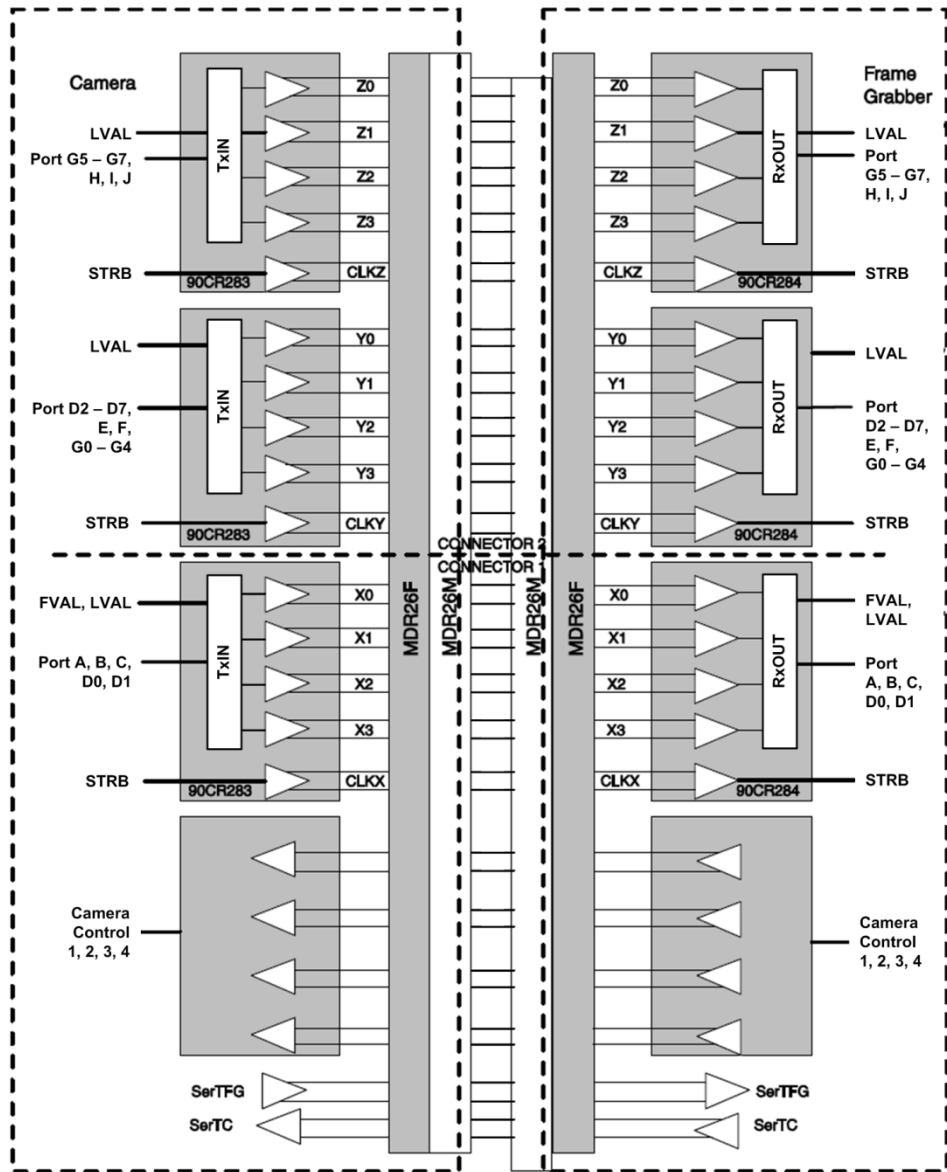 Camera
LVAL
Port G5 – G7,
H, I, J
TxIN
Z0
Z1
Z2
Z3
STRB
90CR283
CLKZ
LVAL
Port D2 – D7,
E, F,
G0 – G4
TxIN
Y0
Y1
Y2
Y3
STRB
90CR283
CLKY
FVAL, LVAL
Port A, B, C,
D0, D1
TxIN
X0
X1
X2
X3
STRB
90CR283
CLKX
Camera
Control
1, 2, 3, 4
SerTFG
SerTC
MDR26F
MDR26M
CONNECTOR 2
CONNECTOR 1
MDR26M
MDR26F
Frame
Grabber
Z0
Z1
Z2
Z3
CLKZ
RxOUT
90CR284
LVAL
Port
G5 – G7,
H, I, J
STRB
Y0
Y1
Y2
Y3
CLKY
RxOUT
90CR284
LVAL
Port
D2 – D7,
E, F,
G0 – G4
STRB
X0
X1
X2
X3
CLKX
RxOUT
90CR284
FVAL,
LVAL
Port
A, B, C,
D0, D1
STRB
Camera
Control
1, 2, 3, 4
SerTFG
SerTC